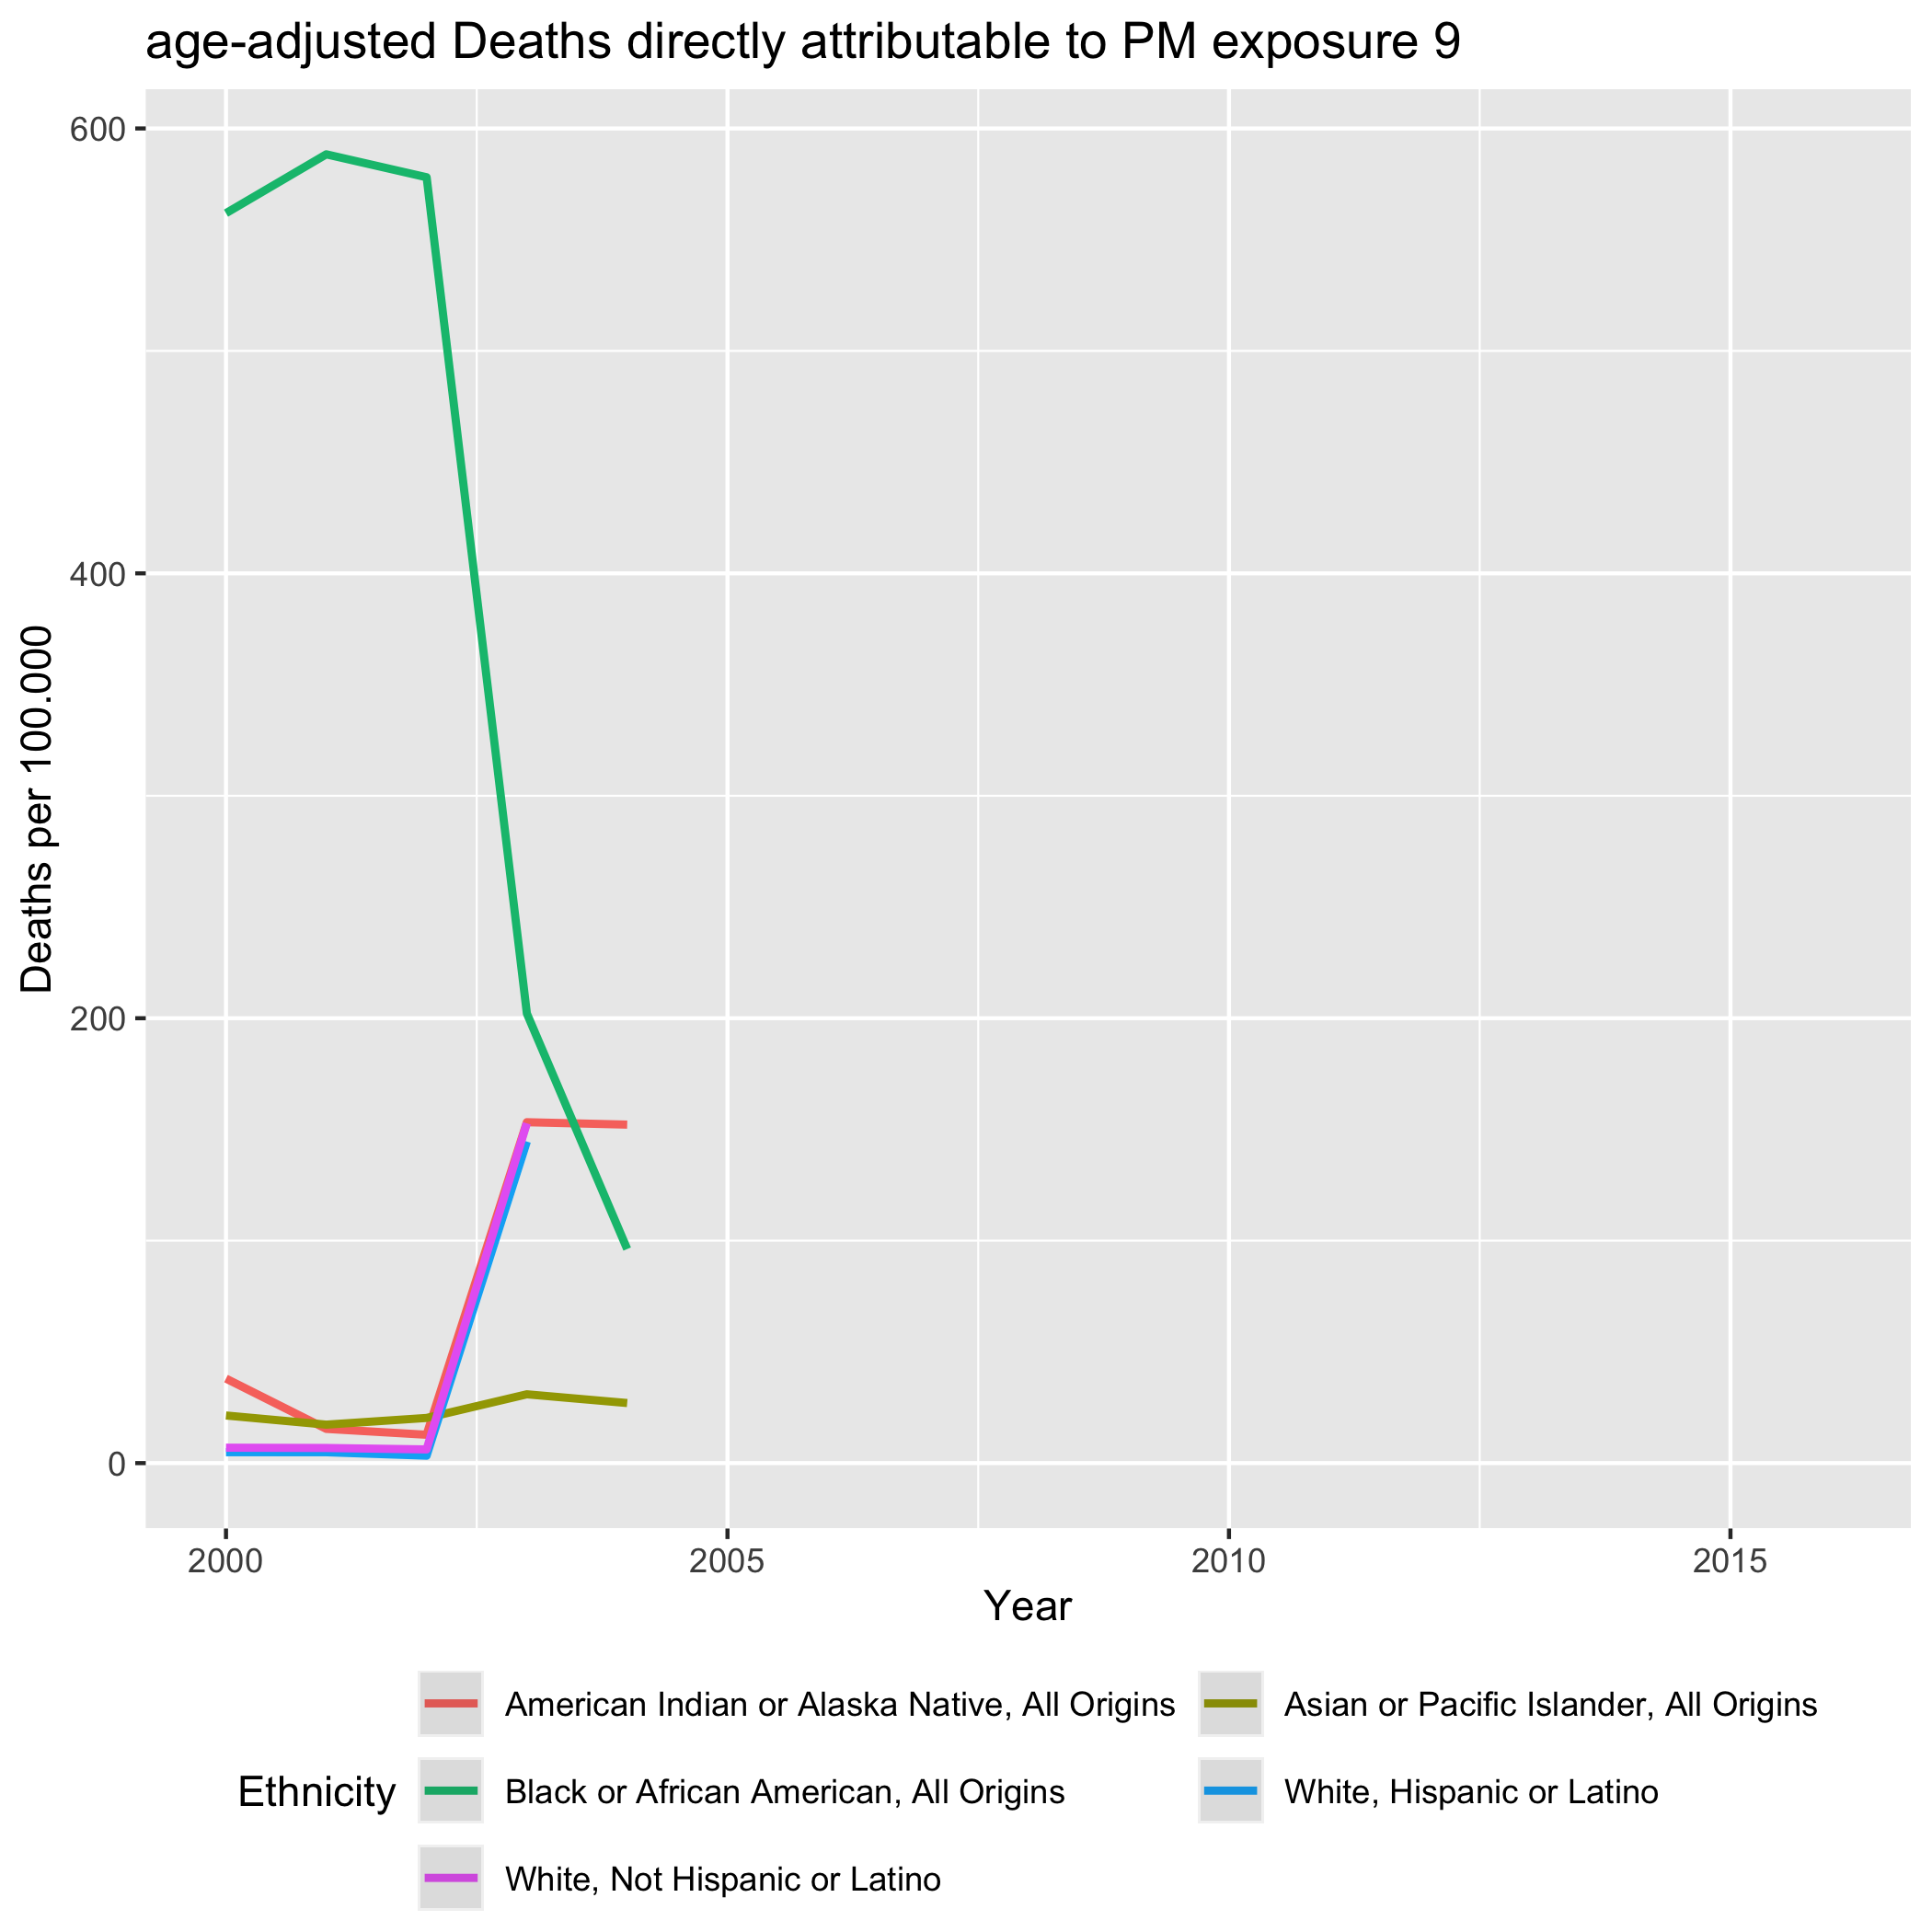 age-adjusted Deaths directly attributable to PM exposure 9
600
400
200
0
Deaths per 100.000
2000 2005 2010 2015
Year
Ethnicity
American Indian or Alaska Native, All Origins
Asian or Pacific Islander, All Origins
Black or African American, All Origins
White, Hispanic or Latino
White, Not Hispanic or Latino